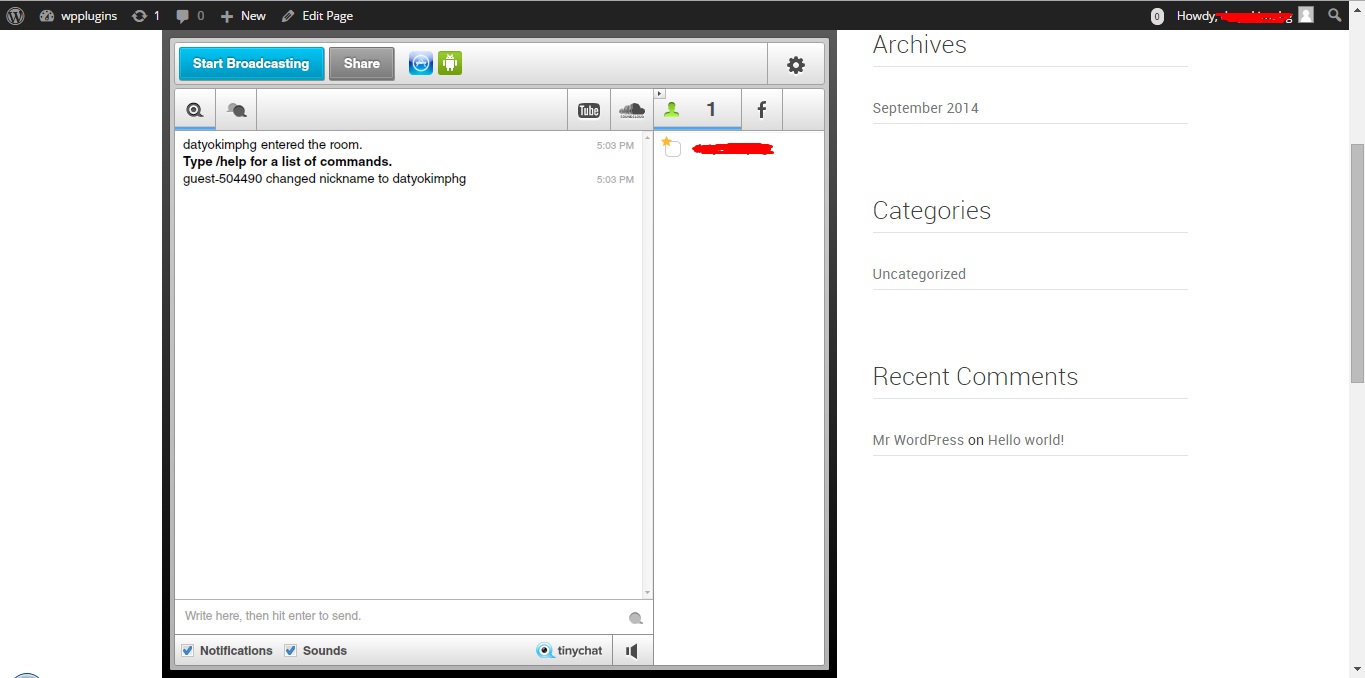 wpplugins 1 0 New Edit Page
0 Howdy,
Start Broadcasting Share
Tube SOUNDCLOUD 1 f
datyokimphg entered the room. 5:03 PM
Type /help for a list of commands.
guest-504490 changed nickname to datyokimphg 5:03 PM
Write here, then hit enter to send.
Notifications Sounds tinychat
Archives
September 2014
Categories
Uncategorized
Recent Comments
Mr WordPress on Hello world!